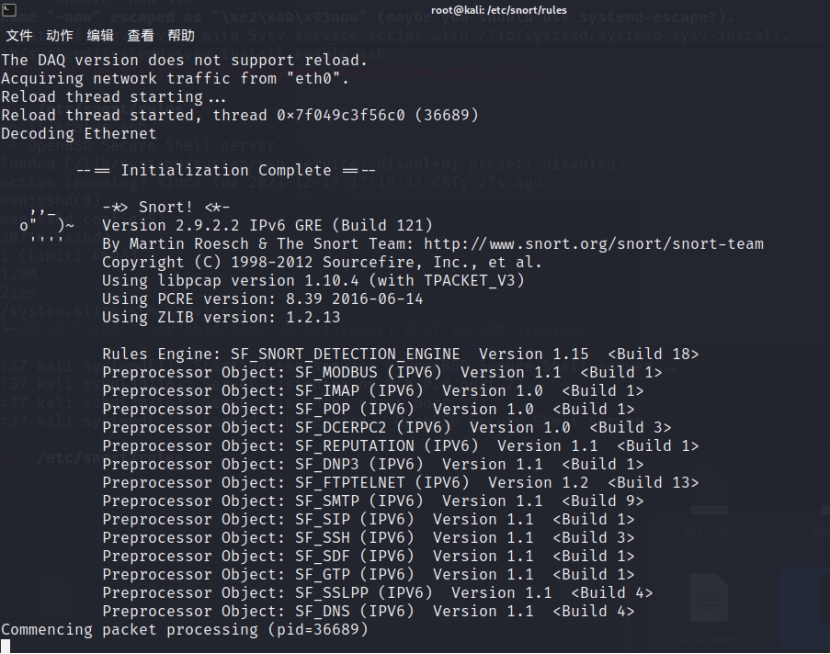 root@kali: /etc/snort/rules
文件 动作 编辑 查看 帮助
The DAQ version does not support reload.
Acquiring network traffic from "eth0".
Reload thread starting...
Reload thread started, thread 0×7f049c3f56c0 (36689)
Decoding Ethernet
--== Initialization Complete ==--
,,_ -*> Snort! <*-
o" )~ Version 2.9.2.2 IPv6 GRE (Build 121)
'''' By Martin Roesch & The Snort Team: http://www.snort.org/snort/snort-team
Copyright (C) 1998-2012 Sourcefire, Inc., et al.
Using libpcap version 1.10.4 (with TPACKET_V3)
Using PCRE version: 8.39 2016-06-14
Using ZLIB version: 1.2.13
Rules Engine: SF_SNORT_DETECTION_ENGINE Version 1.15 <Build 18>
Preprocessor Object: SF_MODBUS (IPV6) Version 1.1 <Build 1>
Preprocessor Object: SF_IMAP (IPV6) Version 1.0 <Build 1>
Preprocessor Object: SF_POP (IPV6) Version 1.0 <Build 1>
Preprocessor Object: SF_DCERPC2 (IPV6) Version 1.0 <Build 3>
Preprocessor Object: SF_REPUTATION (IPV6) Version 1.1 <Build 1>
Preprocessor Object: SF_DNP3 (IPV6) Version 1.1 <Build 1>
Preprocessor Object: SF_FTPTELNET (IPV6) Version 1.2 <Build 13>
Preprocessor Object: SF_SMTP (IPV6) Version 1.1 <Build 9>
Preprocessor Object: SF_SIP (IPV6) Version 1.1 <Build 1>
Preprocessor Object: SF_SSH (IPV6) Version 1.1 <Build 3>
Preprocessor Object: SF_SDF (IPV6) Version 1.1 <Build 1>
Preprocessor Object: SF_GTP (IPV6) Version 1.1 <Build 1>
Preprocessor Object: SF_SSLPP (IPV6) Version 1.1 <Build 4>
Preprocessor Object: SF_DNS (IPV6) Version 1.1 <Build 4>
Commencing packet processing (pid=36689)